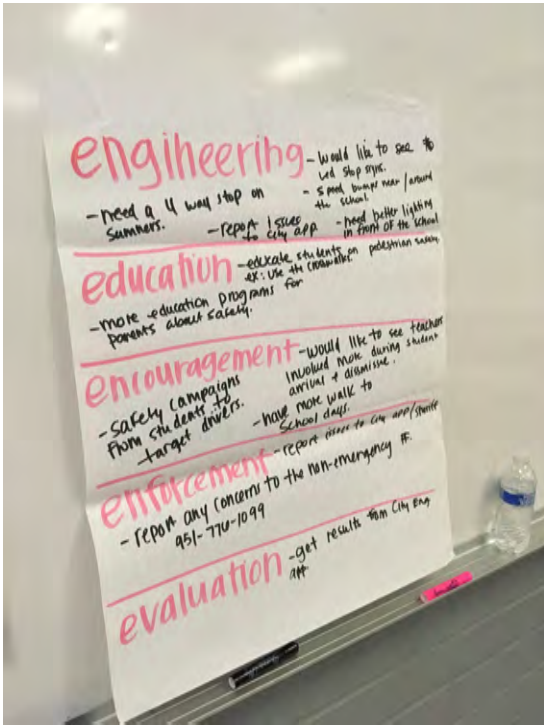 engineering
- would like to see
Led stop signs.
- speed bumps near/around
the school.
- need better lighting
in front of the school
- need a 4 way stop on
Sumners.
- report issues
to city app
education
- educate students on pedestrian safety.
ex: use the crosswalks.
- more education programs for
parents about safety.
encouragement
- would like to see teachers
involved more during student
arrival + dismissal.
- safety campaigns
from students to
target drivers.
- have more walk to
school days.
enforcement
- report issues to city app/sheriff
- report any concerns to the non-emergency #.
951-776-1099
evaluation
- get results from City Eng.
app.